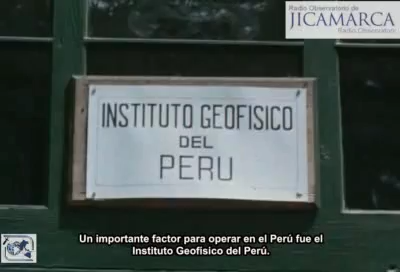 Radio Observatorio de
JICAMARCA
Radio Observatory
INSTITUTO GEOFISICO
DEL
PERU
Un importante factor para operar en el Perú fue el
Instituto Geofisico del Perú.